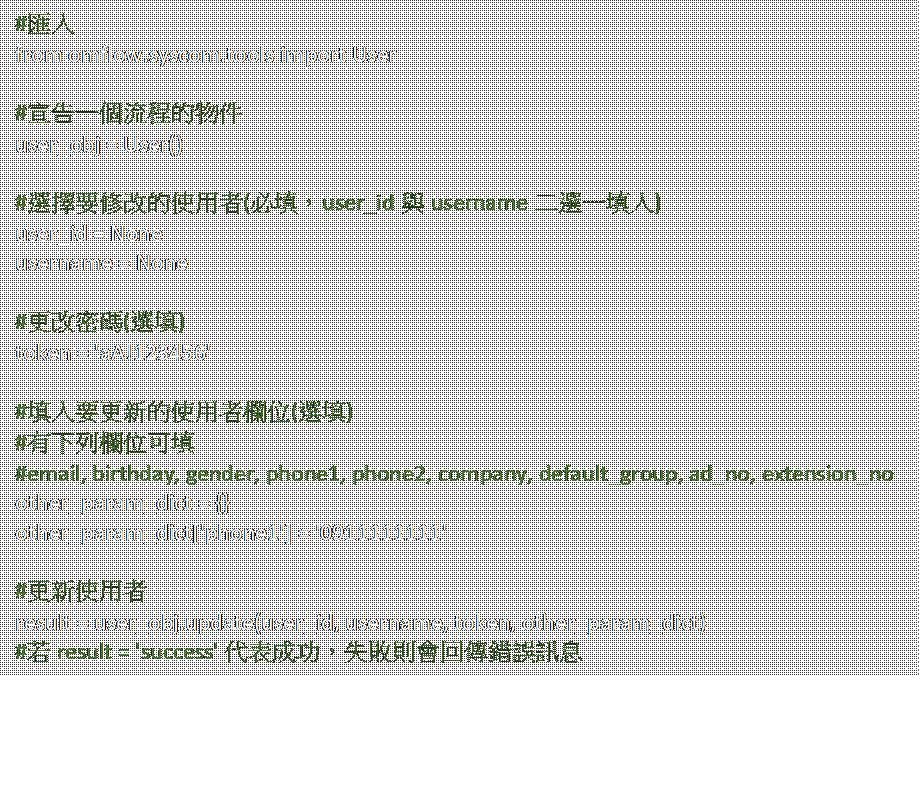 #匯入
from omflow.syscom.tools import User
#宣告一個流程的物件
user_obj = User()
#選擇要修改的使用者(必填，user_id 與 username 二選一填入)
user_id = None
username = None
#更改密碼(選填)
token = 'aA!123456'
#填入要更新的使用者欄位(選填)
#有下列欄位可填
#email, birthday, gender, phone1, phone2, company, default_group, ad_no, extension_no
other_param_dict = {}
other_param_dict['phone1'] =
#更新使用者
result = user_obj.update(user_id, username, token, other_param_dict)
#若 result = 'success' 代表成功，失敗則會回傳錯誤訊息